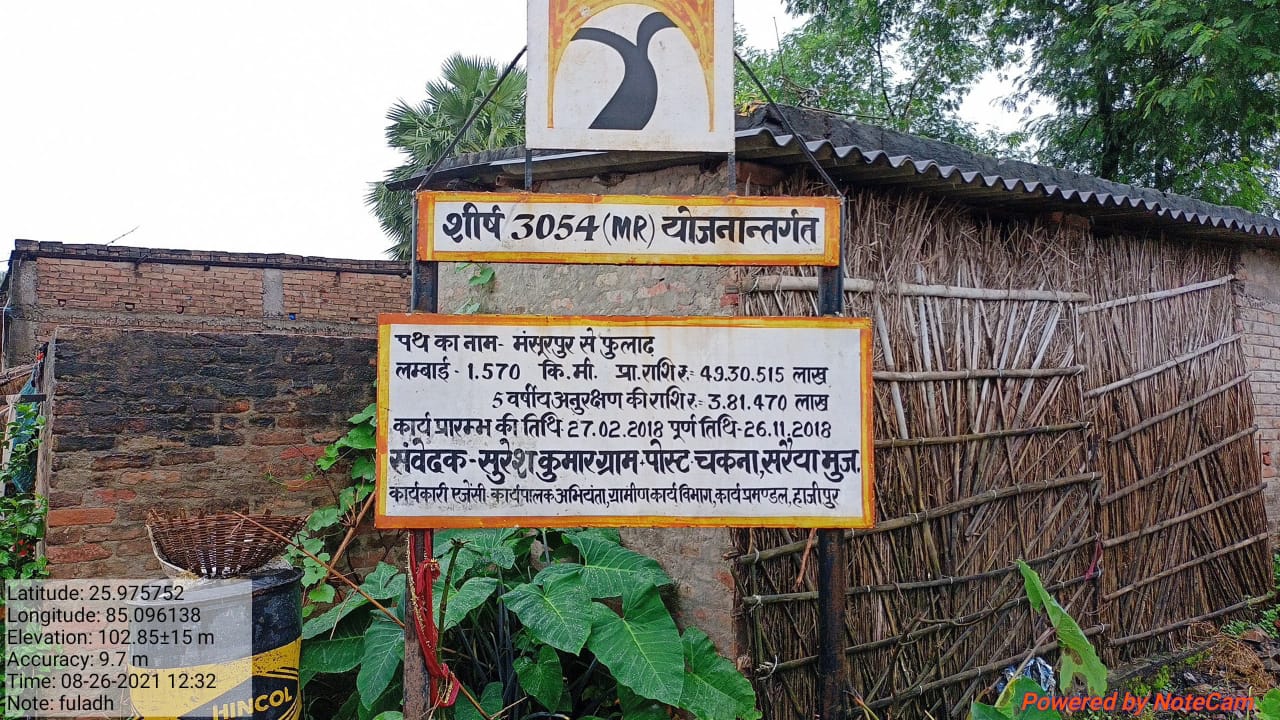 शीर्ष 3054 (MR) योजनान्तर्गत
पथ का नाम- मंसूरपुर से फुलाद
लम्बाई - 1.570 कि.मी. प्रा.राशि रु.= 49.30.515 लाख
5 वर्षीय अनुरक्षण की राशि रु.= 3.81.470 लाख
कार्य प्रारम्भ की तिथि-27.02.2018 पूर्ण तिथि-26.11.2018
संवेदक-सुरेश कुमार ग्राम+पोस्ट-चकना, सरैया मुज.
कार्यकारी एजेंसी-कार्यपालक अभियंता, ग्रामीण कार्य विभाग, कार्य प्रमण्डल, हाजीपुर
HINCOL
Latitude: 25.975752
Longitude: 85.096138
Elevation: 102.85±15 m
Accuracy: 9.7 m
Time: 08-26-2021 12:32
Note: fuladh
Powered by NoteCam